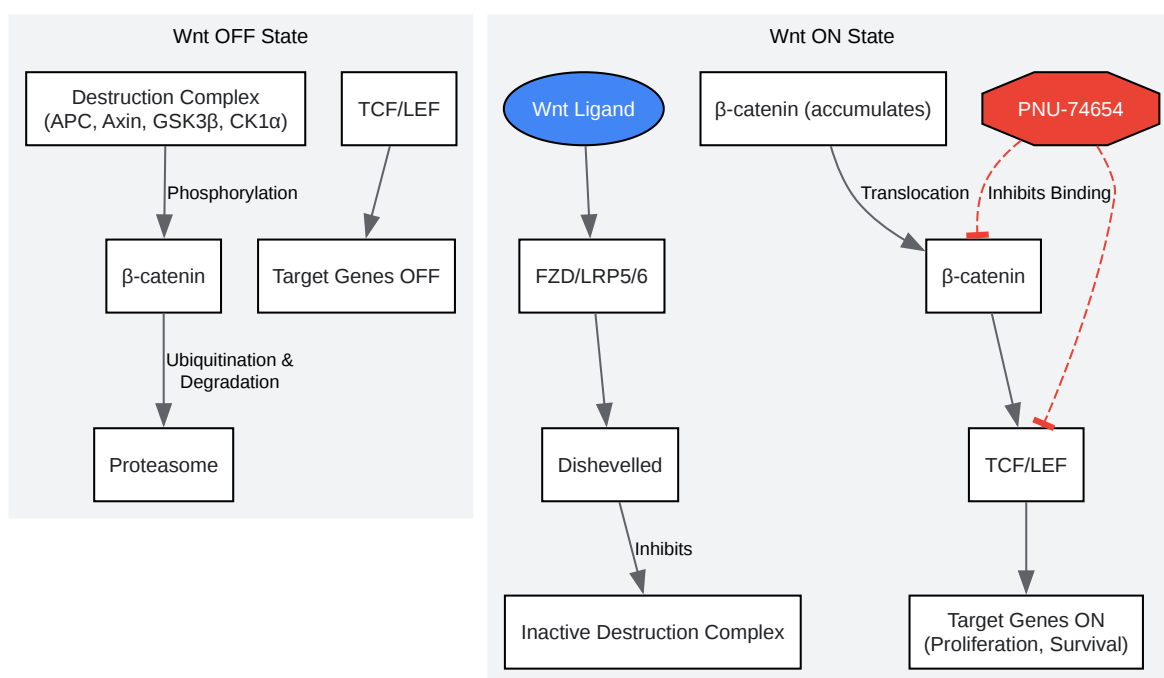 Wnt OFF State
Destruction Complex
(APC, Axin, GSK3β, CK1α)
TCF/LEF
Phosphorylation
β-catenin
Target Genes OFF
Ubiquitination &
Degradation
Proteasome
Wnt ON State
Wnt Ligand
β-catenin (accumulates)
PNU-74654
Translocation
Inhibits Binding
FZD/LRP5/6
β-catenin
Dishevelled
TCF/LEF
Inhibits
Inactive Destruction Complex
Target Genes ON
(Proliferation, Survival)